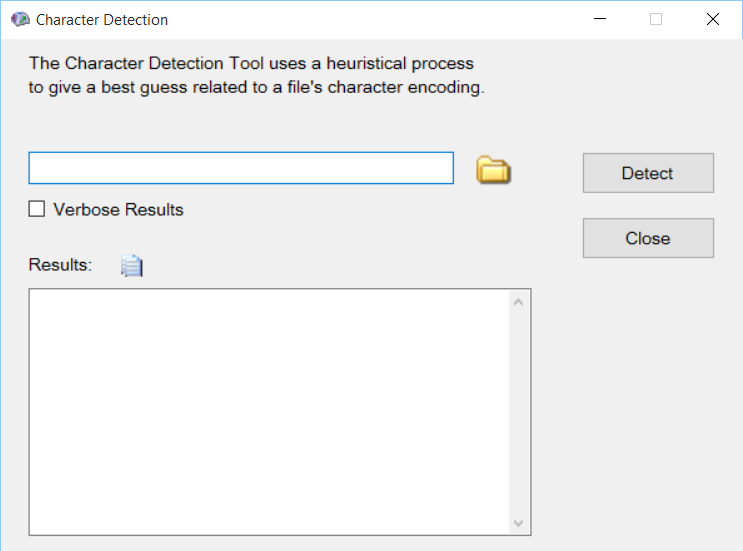 Character Detection
The Character Detection Tool uses a heuristical process
to give a best guess related to a file's character encoding.
Detect
Verbose Results
Close
Results: